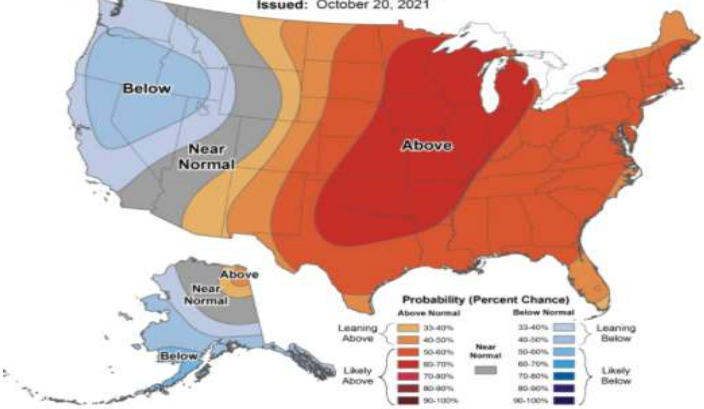 Issued: October 20, 2021
Below
Near
Normal
Above
Above
Near
Normal
Below
Probability (Percent Chance)
Above Normal
Below Normal
Leaning
Above
33-40%
40-50%
50-60%
60-70%
70-80%
80-90%
90-100%
Likely
Above
Near
Normal
33-40%
40-50%
50-60%
60-70%
70-80%
80-90%
90-100%
Leaning
Below
Likely
Below